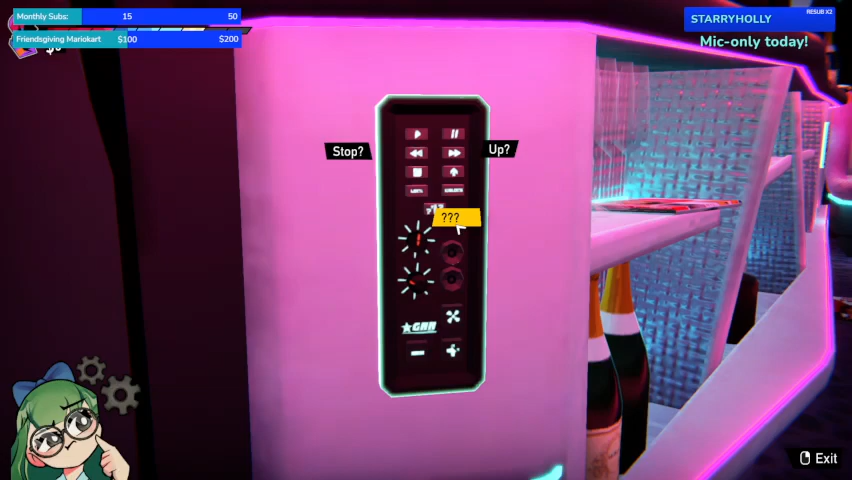 Monthly Subs: 15 50
Friendsgiving Mariokart $100 $200
RESUB X2
STARRYHOLLY
Mic-only today!
Stop?
Up?
???
Exit